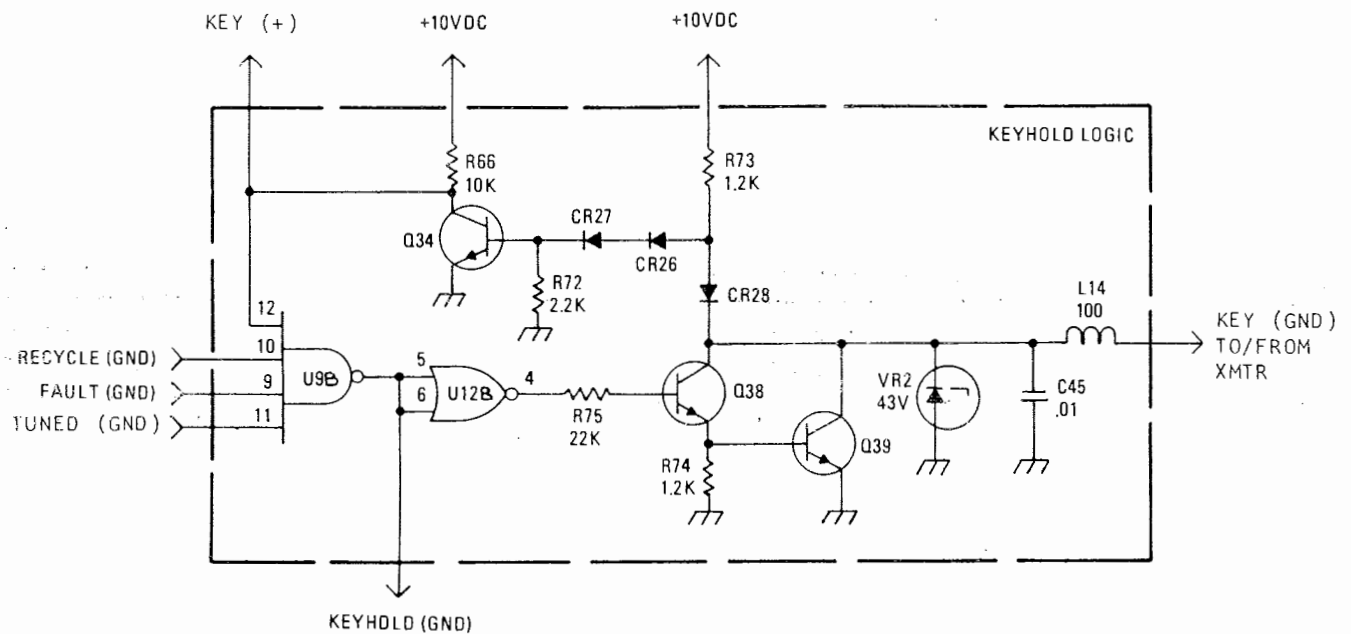 KEY (+)
+10VDC
+10VDC
KEYHOLD LOGIC
R66
10K
R73
1.2K
Q34
CR27
CR26
R72
2.2K
CR28
L14
100
KEY (GND)
TO/FROM
XMTR
12
RECYCLE (GND)
10
FAULT (GND)
9
TUNED (GND)
11
U9B
5
6
U12B
4
R75
22K
Q38
Q39
R74
1.2K
VR2
43V
C45
.01
KEYHOLD (GND)